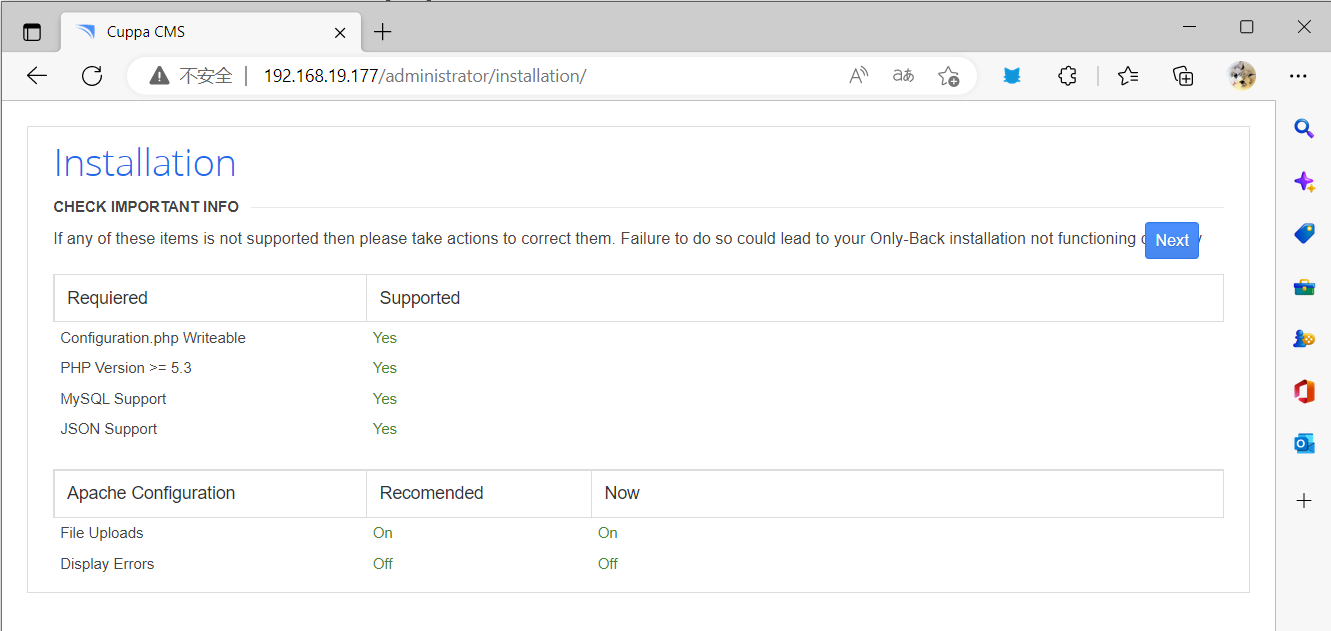 Cuppa CMS
不安全
192.168.19.177/administrator/installation/
Installation
CHECK IMPORTANT INFO
If any of these items is not supported then please take actions to correct them. Failure to do so could lead to your Only-Back installation not functioning
Next
Requiered Supported
Configuration.php Writeable Yes
PHP Version >= 5.3 Yes
MySQL Support Yes
JSON Support Yes
Apache Configuration Recomended Now
File Uploads On On
Display Errors Off Off